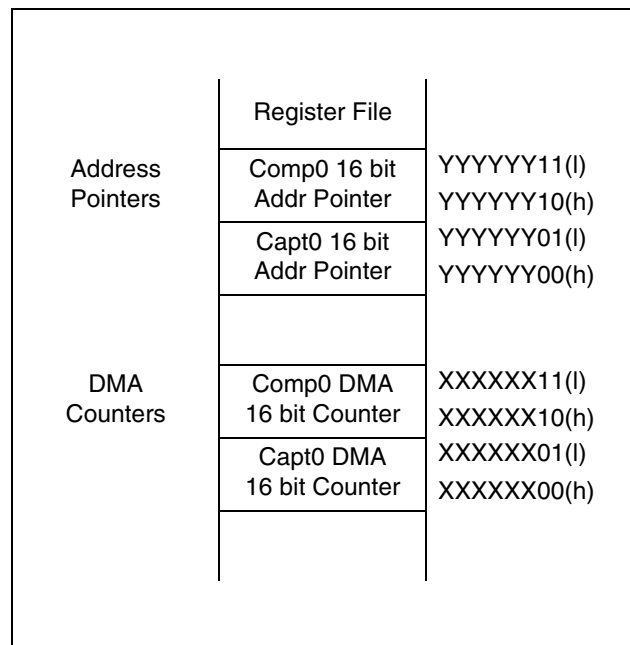 Register File
Address
Pointers
Comp0 16 bit
Addr Pointer
YYYYYY11(l)
YYYYYY10(h)
Capt0 16 bit
Addr Pointer
YYYYYY01(l)
YYYYYY00(h)
DMA
Counters
Comp0 DMA
16 bit Counter
XXXXXX11(l)
XXXXXX10(h)
Capt0 DMA
16 bit Counter
XXXXXX01(l)
XXXXXX00(h)